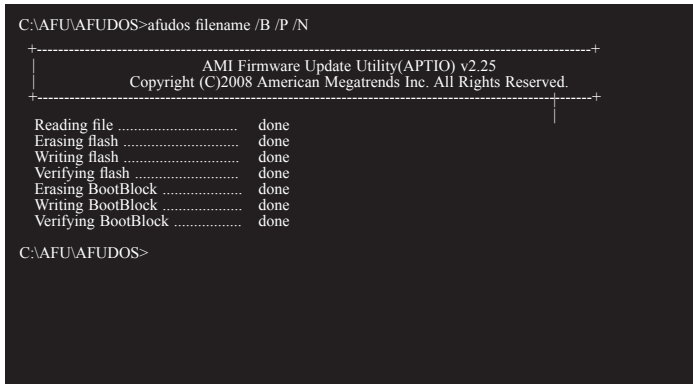 C:\AFU\AFUDOS>afudos filename /B /P /N
+--------------------------------------------------------------------------------------------------------+
| AMI Firmware Update Utility(APTIO) v2.25
Copyright (C)2008 American Megatrends Inc. All Rights Reserved.
+-------------------------------------------------------------------------------------------------+------+
|
Reading file .............................. done
Erasing flash ............................. done
Writing flash ............................. done
Verifying flash .......................... done
Erasing BootBlock .................... done
Writing BootBlock .................... done
Verifying BootBlock ................. done
C:\AFU\AFUDOS>